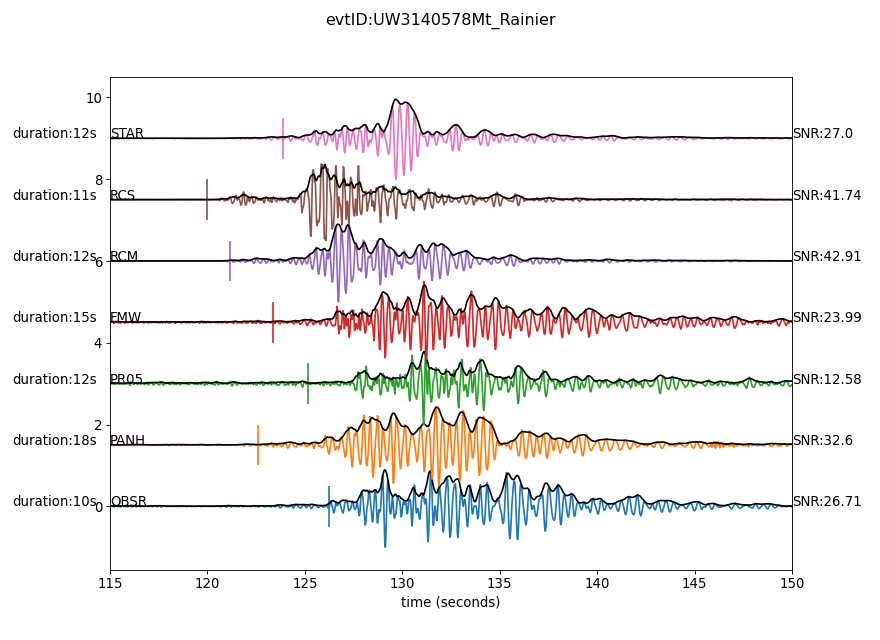 evtID:UW3140578Mt_Rainier
10
duration:12s STAR SNR:27.0
8
duration:11s RCS SNR:41.74
duration:12s RCM SNR:42.91
6
duration:15s FMW SNR:23.99
4
duration:12s PR05 SNR:12.58
2
duration:18s PANH SNR:32.6
duration:10s OBSR SNR:26.71
0
115 120 125 130 135 140 145 150
time (seconds)